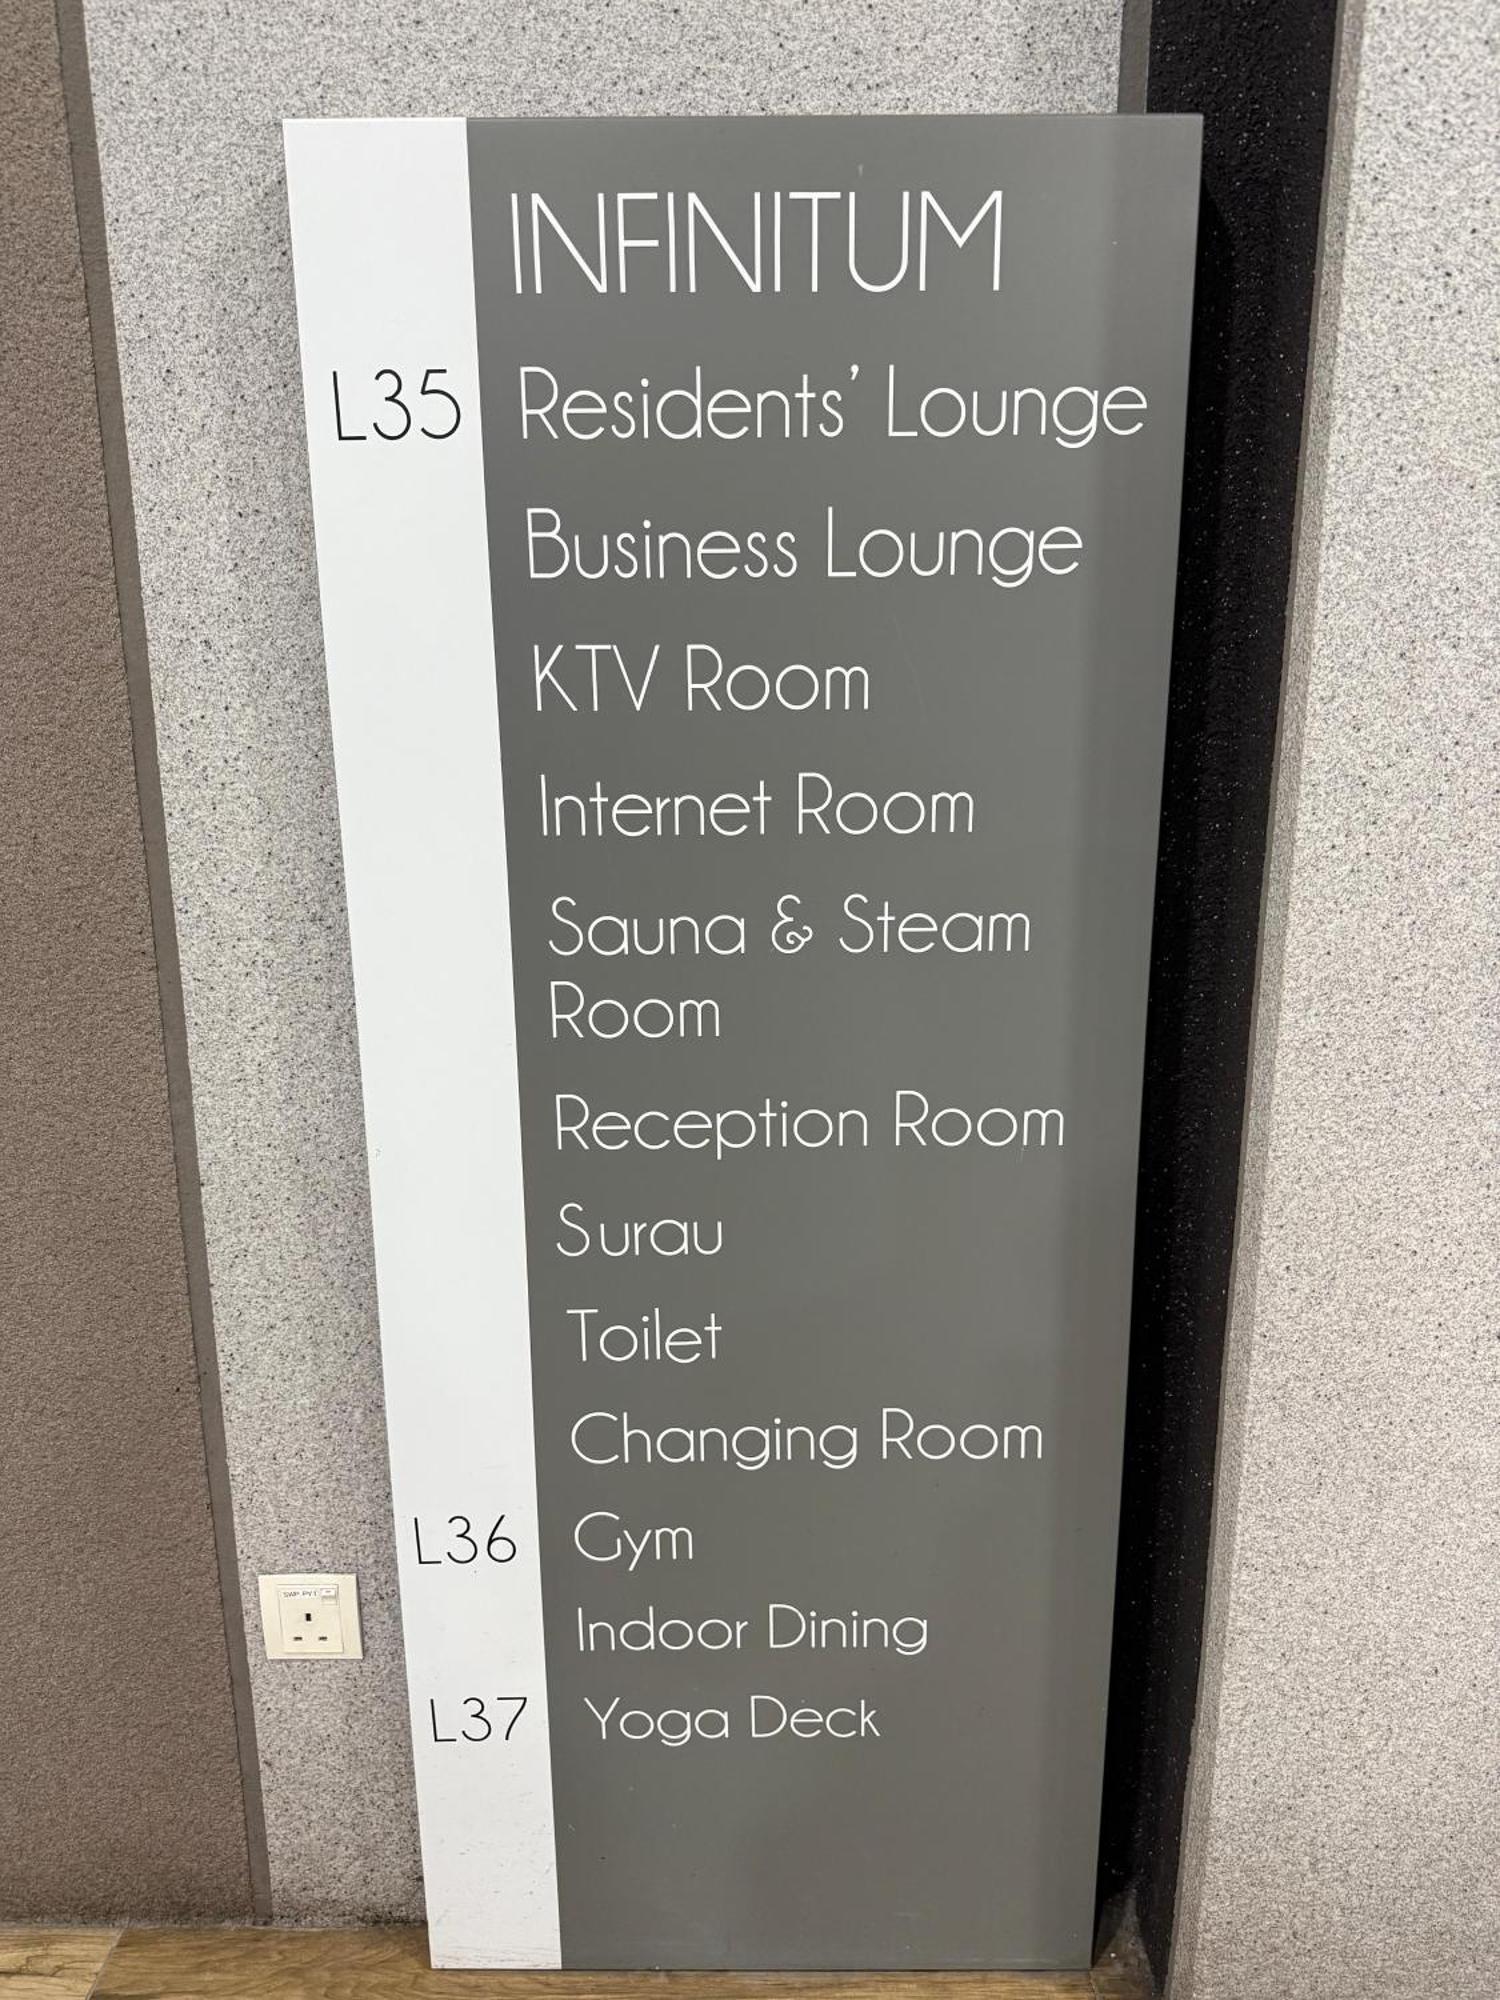 INFINITUM
L35 Residents' Lounge
Business Lounge
KTV Room
Internet Room
Sauna & Steam
Room
Reception Room
Surau
Toilet
Changing Room
L36 Gym
Indoor Dining
L37 Yoga Deck